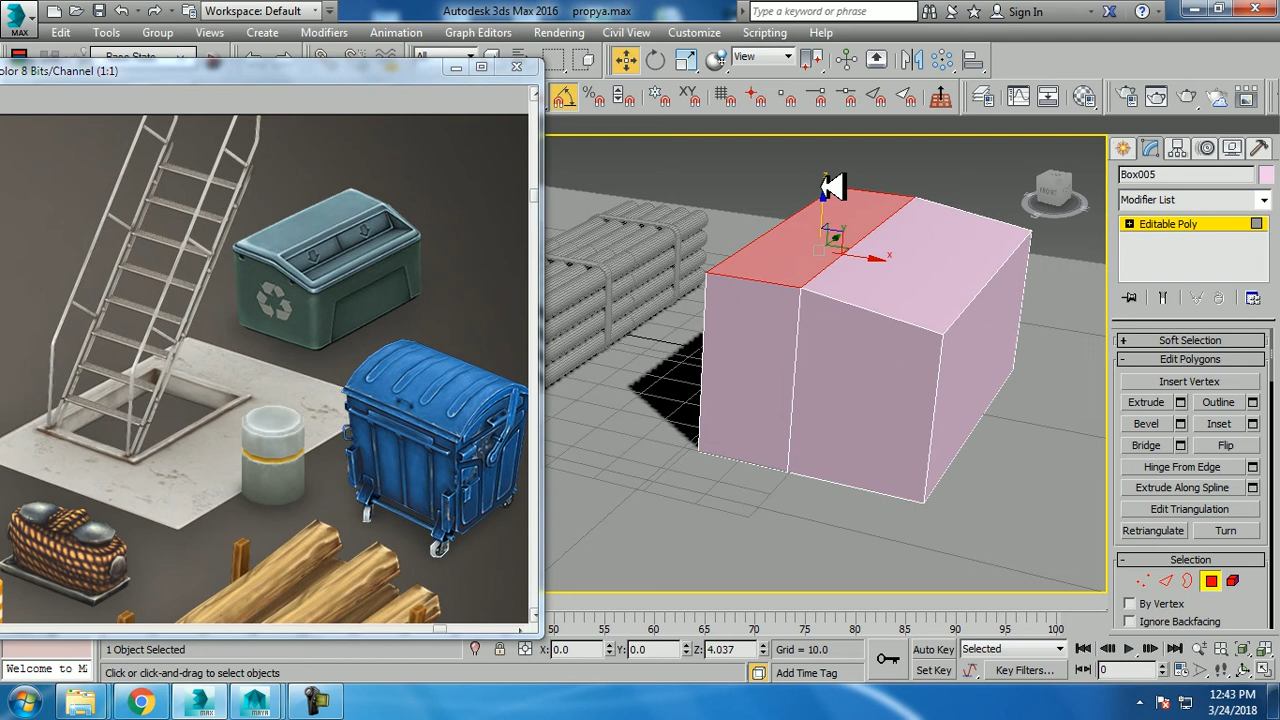 Workspace: Default
Autodesk 3ds Max 2016
propya.max
Type a keyword or phrase
Sign In
MAX
Edit
Tools
Group
Views
Create
Modifiers
Animation
Graph Editors
Rendering
Civil View
Customize
Scripting
Help
All
View
olor 8 Bits/Channel (1:1)
XY
%
FRONT
x
Box005
Modifier List
Editable Poly
Soft Selection
Edit Polygons
Insert Vertex
Extrude
Outline
Bevel
Inset
Bridge
Flip
Hinge From Edge
Extrude Along Spline
Edit Triangulation
Retriangulate
Turn
Selection
By Vertex
Ignore Backfacing
50
55
60
65
70
75
80
85
90
95
100
1 Object Selected
X: 0.0
Y: 0.0
Z: 4.037
Grid = 10.0
Auto Key
Selected
Welcome to M
Click or click-and-drag to select objects
Add Time Tag
Set Key
Key Filters...
0
MAX
MAYA
12:43 PM
3/24/2018